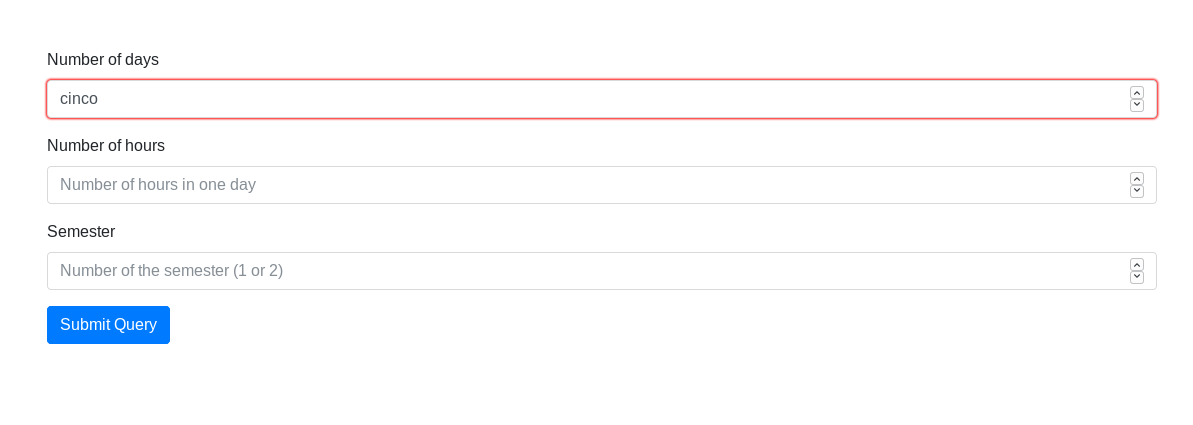 Number of days
cinco
Number of hours
Number of hours in one day
Semester
Number of the semester (1 or 2)
Submit Query